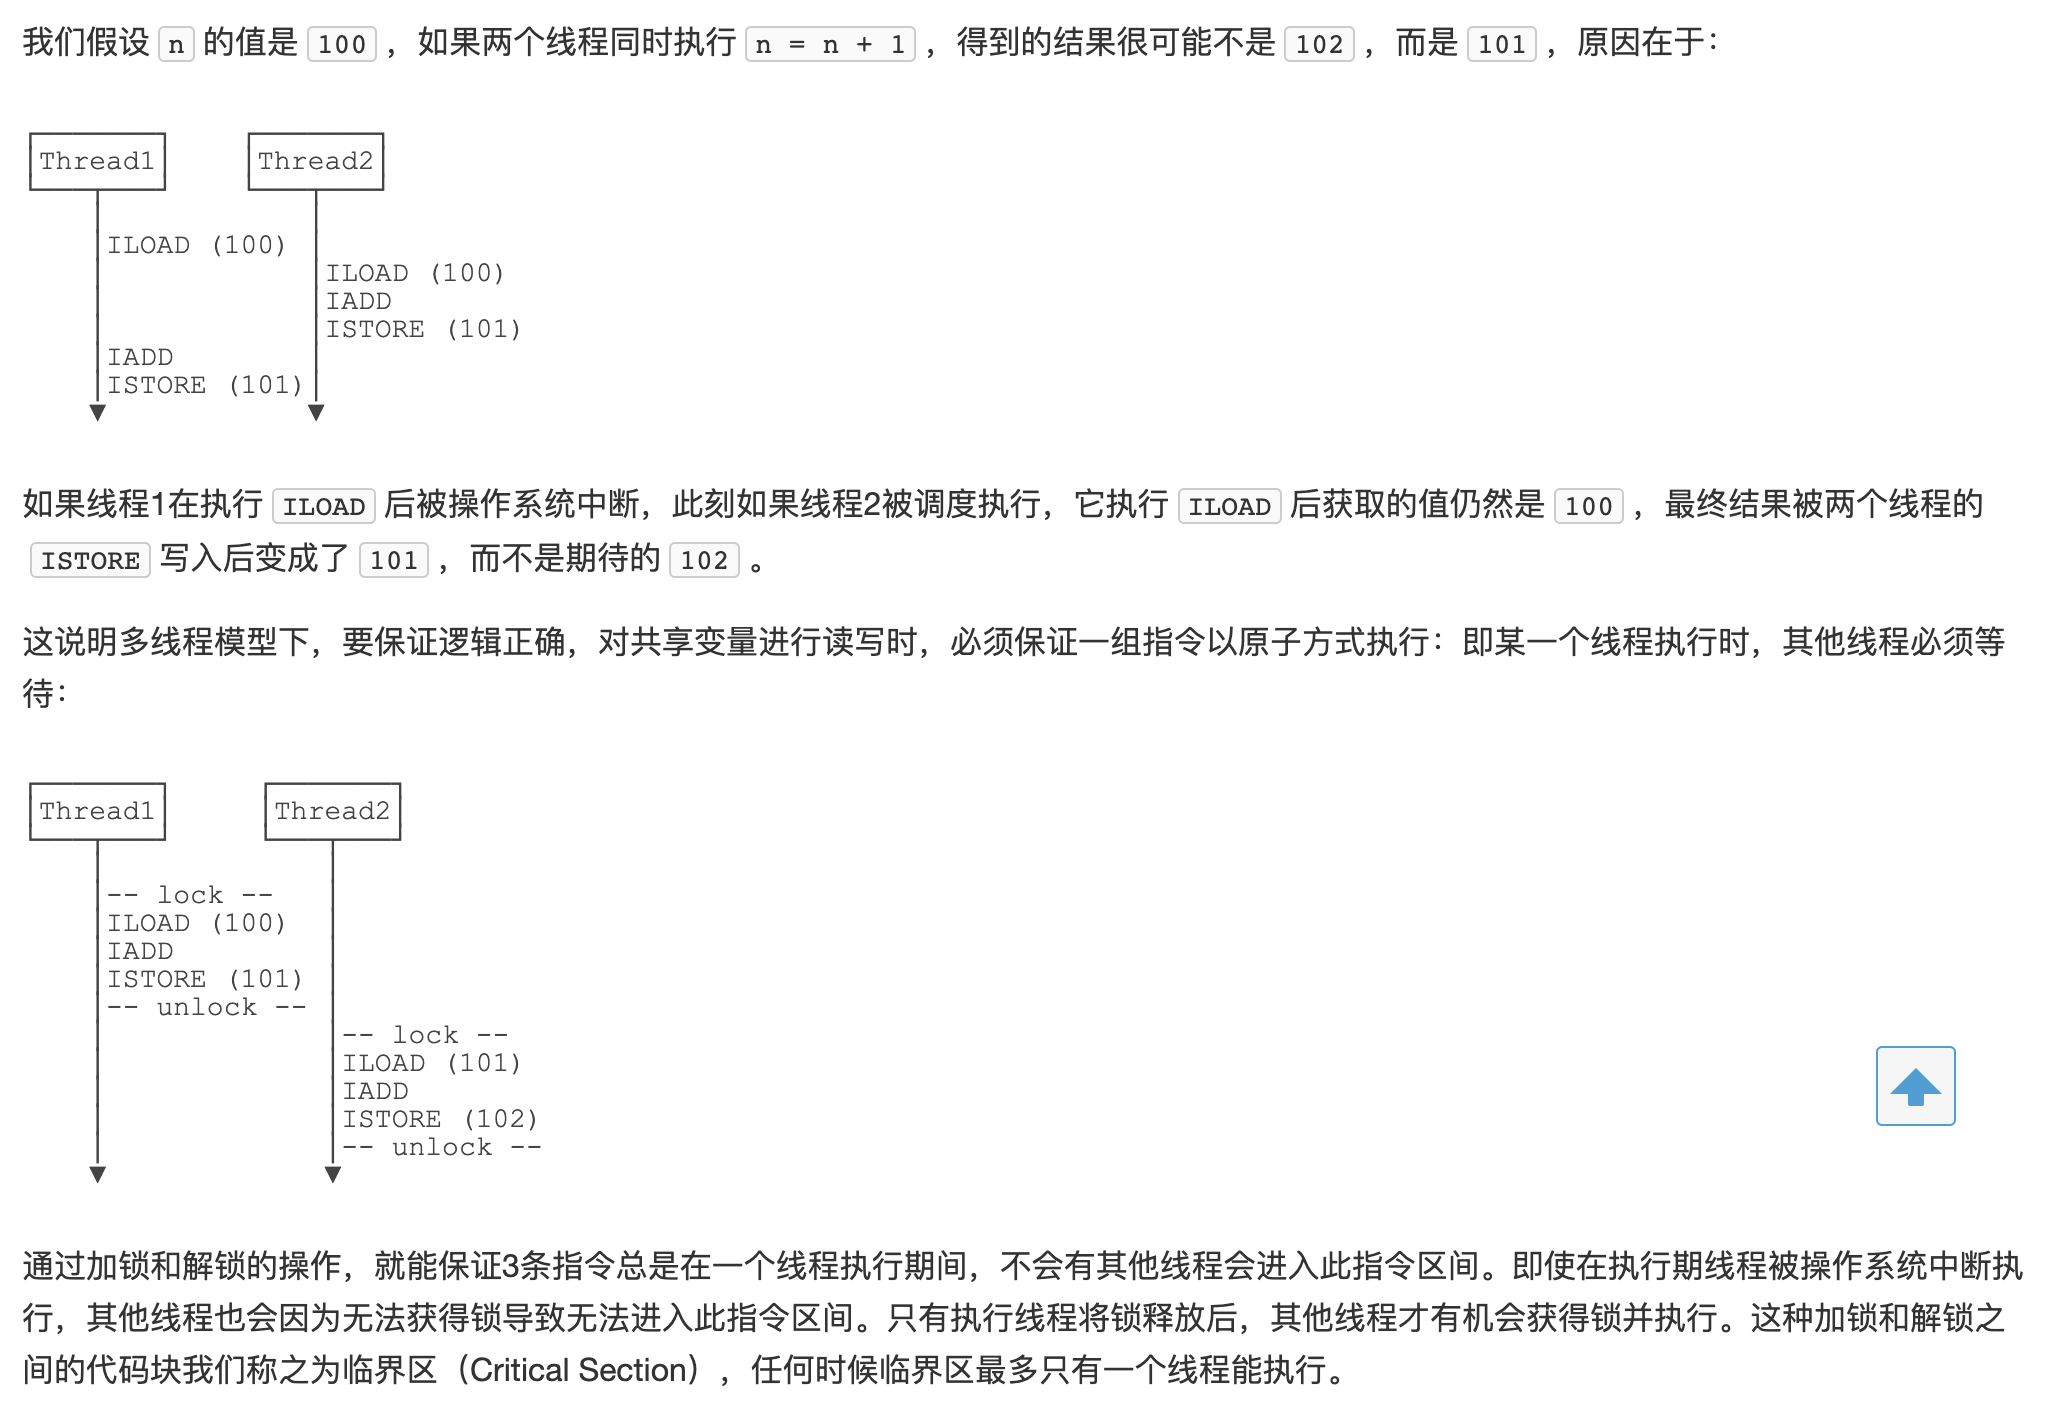 我们假设 n 的值是 100 ，如果两个线程同时执行 n = n + 1 ，得到的结果很可能不是 102 ，而是 101 ，原因在于：
Thread1 Thread2
ILOAD (100)
ILOAD (100)
IADD
ISTORE (101)
IADD
ISTORE (101)
如果线程1在执行 ILOAD 后被操作系统中断，此刻如果线程2被调度执行，它执行 ILOAD 后获取的值仍然是 100 ，最终结果被两个线程的
ISTORE 写入后变成了 101 ，而不是期待的 102 。
这说明多线程模型下，要保证逻辑正确，对共享变量进行读写时，必须保证一组指令以原子方式执行：即某一个线程执行时，其他线程必须等
待：
Thread1 Thread2
-- lock --
ILOAD (100)
IADD
ISTORE (101)
-- unlock --
-- lock --
ILOAD (101)
IADD
ISTORE (102)
-- unlock --
通过加锁和解锁的操作，就能保证3条指令总是在一个线程执行期间，不会有其他线程会进入此指令区间。即使在执行期线程被操作系统中断执
行，其他线程也会因为无法获得锁导致无法进入此指令区间。只有执行线程将锁释放后，其他线程才有机会获得锁并执行。这种加锁和解锁之
间的代码块我们称之为临界区（Critical Section），任何时候临界区最多只有一个线程能执行。